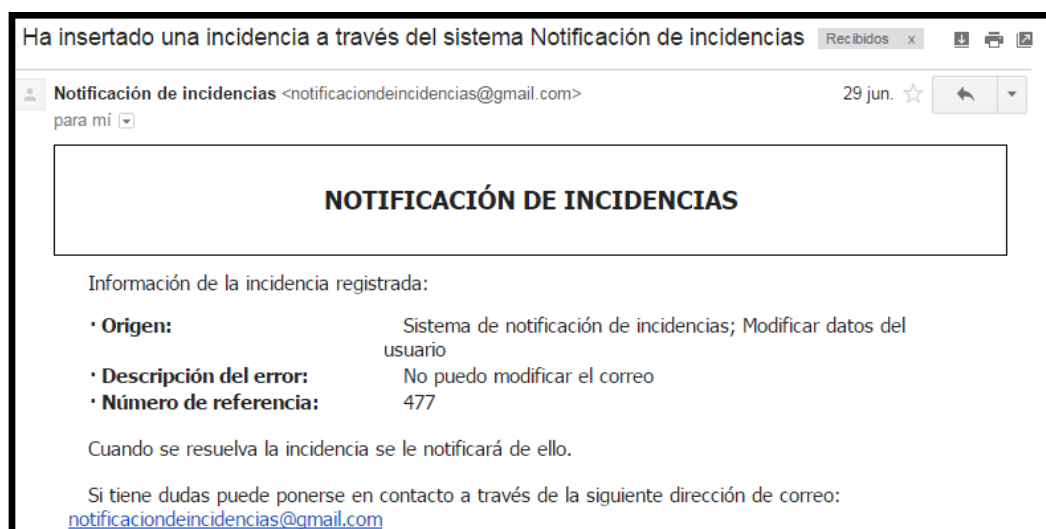 Ha insertado una incidencia a través del sistema Notificación de incidencias Recibidos x
Notificación de incidencias <notificaciondeincidencias@gmail.com> 29 jun.
para mí
NOTIFICACIÓN DE INCIDENCIAS
Información de la incidencia registrada:
· Origen: Sistema de notificación de incidencias; Modificar datos del
usuario
· Descripción del error: No puedo modificar el correo
· Número de referencia: 477
Cuando se resuelva la incidencia se le notificará de ello.
Si tiene dudas puede ponerse en contacto a través de la siguiente dirección de correo:
notificaciondeincidencias@gmail.com